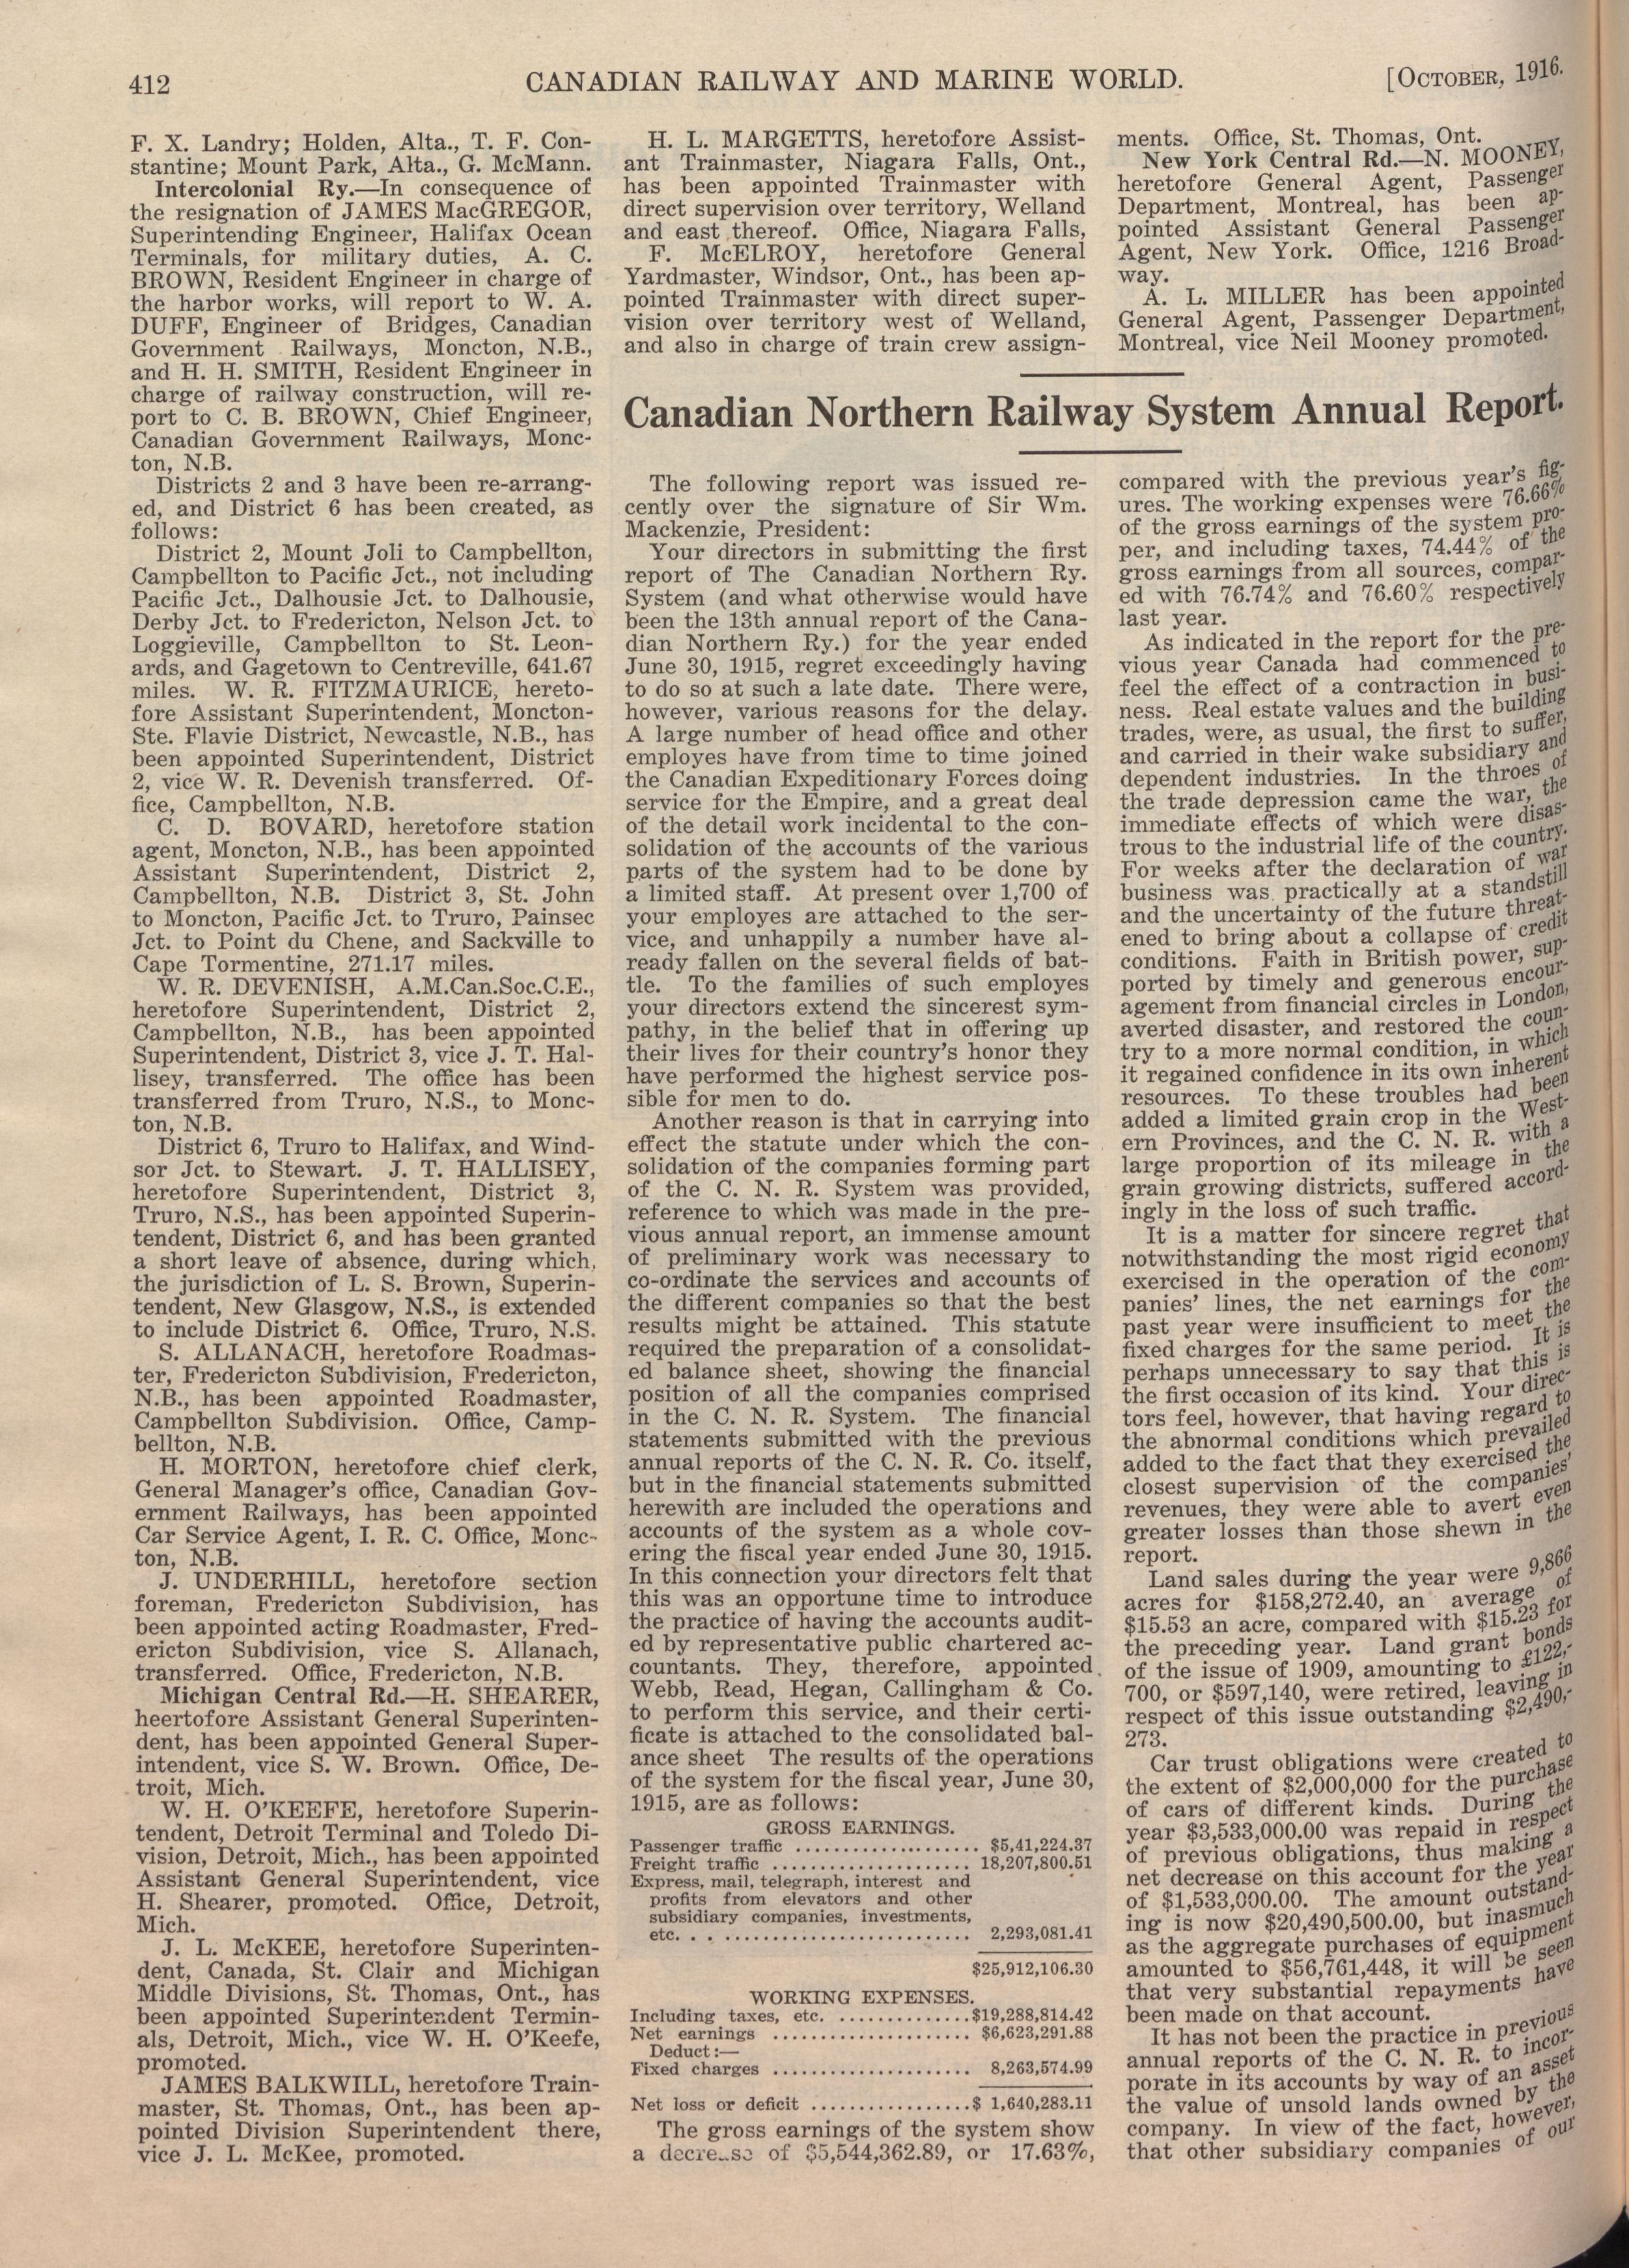 412
CANADIAN RAILWAY AND MARINE WORLD.
[OCTOBER, 1916.
F. X. Landry; Holden, Alta., T. F. Con-
stantine; Mount Park, Alta., G. McMann.
Intercolonial Ry.—In consequence of
the resignation of JAMES MacGREGOR,
Superintending Engineer, Halifax Ocean
Terminals, for military duties, A. C.
BROWN, Resident Engineer in charge of
the harbor works, will report to W. A.
DUFF, Engineer of Bridges, Canadian
Government Railways, Moncton, N.B.,
and H. H. SMITH, Resident Engineer in
charge of railway construction, will re-
port to C. B. BROWN, Chief Engineer,
Canadian Government Railways, Monc-
ton, N.B.
Districts 2 and 3 have been re-arrang-
ed, and District 6 has been created, as
follows:
District 2, Mount Joli to Campbellton,
Campbellton to Pacific Jct., not including
Pacific Jct., Dalhousie Jct. to Dalhousie,
Derby Jct. to Fredericton, Nelson Jct. to
Loggieville, Campbellton to St. Leon-
ards, and Gagetown to Centreville, 641.67
miles. W. R. FITZMAURICE, hereto-
fore Assistant Superintendent, Moncton-
Ste. Flavie District, Newcastle, N.B., has
been appointed Superintendent, District
2, vice W. R. Devenish transferred. Of-
fice, Campbellton, N.B.
C. D. BOVARD, heretofore station
agent, Moncton, N.B., has been appointed
Assistant Superintendent, District 2,
Campbellton, N.B. District 3, St. John
to Moncton, Pacific Jct. to Truro, Painsec
Jct. to Point du Chene, and Sackville to
Cape Tormentine, 271.17 miles.
W. R. DEVENISH, A.M.Can.Soc.C.E.,
heretofore Superintendent, District 2,
Campbellton, N.B., has been appointed
Superintendent, District 3, vice J. T. Hal-
lisey, transferred. The office has been
transferred from Truro, N.S., to Monc-
ton, N.B.
District 6, Truro to Halifax, and Wind-
sor Jct. to Stewart. J. T. HALLISEY,
heretofore Superintendent, District 3,
Truro, N.S., has been appointed Superin-
tendent, District 6, and has been granted
a short leave of absence, during which,
the jurisdiction of L. S. Brown, Superin-
tendent, New Glasgow, N.S., is extended
to include District 6. Office, Truro, N.S.
S. ALLANACH, heretofore Roadmas-
ter, Fredericton Subdivision, Fredericton,
N.B., has been appointed Roadmaster,
Campbellton Subdivision. Office, Camp-
bellton, N.B.
H. MORTON, heretofore chief clerk,
General Manager's office, Canadian Gov-
ernment Railways, has been appointed
Car Service Agent, I. R. C. Office, Monc-
ton, N.B.
J. UNDERHILL, heretofore section
foreman, Fredericton Subdivision, has
been appointed acting Roadmaster, Fred-
ericton Subdivision, vice S. Allanach,
transferred. Office, Fredericton, N.B.
Michigan Central Rd.—H. SHEARER,
heertofore Assistant General Superinten-
dent, has been appointed General Super-
intendent, vice S. W. Brown. Office, De-
troit, Mich.
W. H. O'KEEFE, heretofore Superin-
tendent, Detroit Terminal and Toledo Di-
vision, Detroit, Mich., has been appointed
Assistant General Superintendent, vice
H. Shearer, promoted. Office, Detroit,
Mich.
J. L. McKEE, heretofore Superinten-
dent, Canada, St. Clair and Michigan
Middle Divisions, St. Thomas, Ont., has
been appointed Superintendent Termin-
als, Detroit, Mich., vice W. H. O'Keefe,
promoted.
JAMES BALKWILL, heretofore Train-
master, St. Thomas, Ont., has been ap-
pointed Division Superintendent there,
vice J. L. McKee, promoted.
H. L. MARGETTS, heretofore Assist-
ant Trainmaster, Niagara Falls, Ont.,
has been appointed Trainmaster with
direct supervision over territory, Welland
and east thereof. Office, Niagara Falls,
F. McELROY, heretofore General
Yardmaster, Windsor, Ont., has been ap-
pointed Trainmaster with direct super-
vision over territory west of Welland,
and also in charge of train crew assign-
ments. Office, St. Thomas, Ont.
New York Central Rd.—N. MOONEY,
heretofore General Agent, Passenger
Department, Montreal, has been ap-
pointed Assistant General Passenger
Agent, New York. Office, 1216 Broad-
way.
A. L. MILLER has been appointed
General Agent, Passenger Department,
Montreal, vice Neil Mooney promoted.
Canadian Northern Railway System Annual Report.
The following report was issued re-
cently over the signature of Sir Wm.
Mackenzie, President:
Your directors in submitting the first
report of The Canadian Northern Ry.
System (and what otherwise would have
been the 13th annual report of the Cana-
dian Northern Ry.) for the year ended
June 30, 1915, regret exceedingly having
to do so at such a late date. There were,
however, various reasons for the delay.
A large number of head office and other
employes have from time to time joined
the Canadian Expeditionary Forces doing
service for the Empire, and a great deal
of the detail work incidental to the con-
solidation of the accounts of the various
parts of the system had to be done by
a limited staff. At present over 1,700 of
your employes are attached to the ser-
vice, and unhappily a number have al-
ready fallen on the several fields of bat-
tle. To the families of such employes
your directors extend the sincerest sym-
pathy, in the belief that in offering up
their lives for their country's honor they
have performed the highest service pos-
sible for men to do.
Another reason is that in carrying into
effect the statute under which the con-
solidation of the companies forming part
of the C. N. R. System was provided,
reference to which was made in the pre-
vious annual report, an immense amount
of preliminary work was necessary to
co-ordinate the services and accounts of
the different companies so that the best
results might be attained. This statute
required the preparation of a consolidat-
ed balance sheet, showing the financial
position of all the companies comprised
in the C. N. R. System. The financial
statements submitted with the previous
annual reports of the C. N. R. Co. itself,
but in the financial statements submitted
herewith are included the operations and
accounts of the system as a whole cov-
ering the fiscal year ended June 30, 1915.
In this connection your directors felt that
this was an opportune time to introduce
the practice of having the accounts audit-
ed by representative public chartered ac-
countants. They, therefore, appointed
Webb, Read, Hegan, Callingham & Co.
to perform this service, and their certi-
ficate is attached to the consolidated bal-
ance sheet The results of the operations
of the system for the fiscal year, June 30,
1915, are as follows:
GROSS EARNINGS.
Passenger traffic .................... $5,41,224.37
Freight traffic ...................... 18,207,800.51
Express, mail, telegraph, interest and
profits from elevators and other
subsidiary companies, investments,
etc. . . ........................... 2,293,081.41
$25,912,106.30
WORKING EXPENSES.
Including taxes, etc. ..............$19,288,814.42
Net earnings ...................... $6,623,291.88
Deduct:—
Fixed charges ...................... 8,263,574.99
Net loss or deficit .................$ 1,640,283.11
The gross earnings of the system show
a decrease of $5,544,362.89, or 17.63%,
compared with the previous year's fig-
ures. The working expenses were 76.66%
of the gross earnings of the system pro-
per, and including taxes, 74.44% of the
gross earnings from all sources, compar-
ed with 76.74% and 76.60% respectively
last year.
As indicated in the report for the pre-
vious year Canada had commenced to
feel the effect of a contraction in busi-
ness. Real estate values and the building
trades, were, as usual, the first to suffer,
and carried in their wake subsidiary and
dependent industries. In the throes of
the trade depression came the war, the
immediate effects of which were disas-
trous to the industrial life of the country.
For weeks after the declaration of war
business was practically at a standstill
and the uncertainty of the future threat-
ened to bring about a collapse of credit
conditions. Faith in British power, sup-
ported by timely and generous encour-
agement from financial circles in London,
averted disaster, and restored the coun-
try to a more normal condition, in which
it regained confidence in its own inherent
resources. To these troubles had been
added a limited grain crop in the West-
ern Provinces, and the C. N. R. with a
large proportion of its mileage in the
grain growing districts, suffered accord-
ingly in the loss of such traffic.
It is a matter for sincere regret that
notwithstanding the most rigid economy
exercised in the operation of the com-
panies' lines, the net earnings for the
past year were insufficient to meet the
fixed charges for the same period. It is
perhaps unnecessary to say that this is
the first occasion of its kind. Your direc-
tors feel, however, that having regard to
the abnormal conditions which prevailed
added to the fact that they exercised the
closest supervision of the companies'
revenues, they were able to avert even
greater losses than those shewn in the
report.
Land sales during the year were 9,866
acres for $158,272.40, an average of
$15.53 an acre, compared with $15.23 for
the preceding year. Land grant bonds
of the issue of 1909, amounting to £122,-
700, or $597,140, were retired, leaving in
respect of this issue outstanding $2,490,-
273.
Car trust obligations were created to
the extent of $2,000,000 for the purchase
of cars of different kinds. During the
year $3,533,000.00 was repaid in respect
of previous obligations, thus making a
net decrease on this account for the year
of $1,533,000.00. The amount outstand-
ing is now $20,490,500.00, but inasmuch
as the aggregate purchases of equipment
amounted to $56,761,448, it will be seen
that very substantial repayments have
been made on that account.
It has not been the practice in previous
annual reports of the C. N. R. to incor-
porate in its accounts by way of an asset
the value of unsold lands owned by the
company. In view of the fact, however,
that other subsidiary companies of our